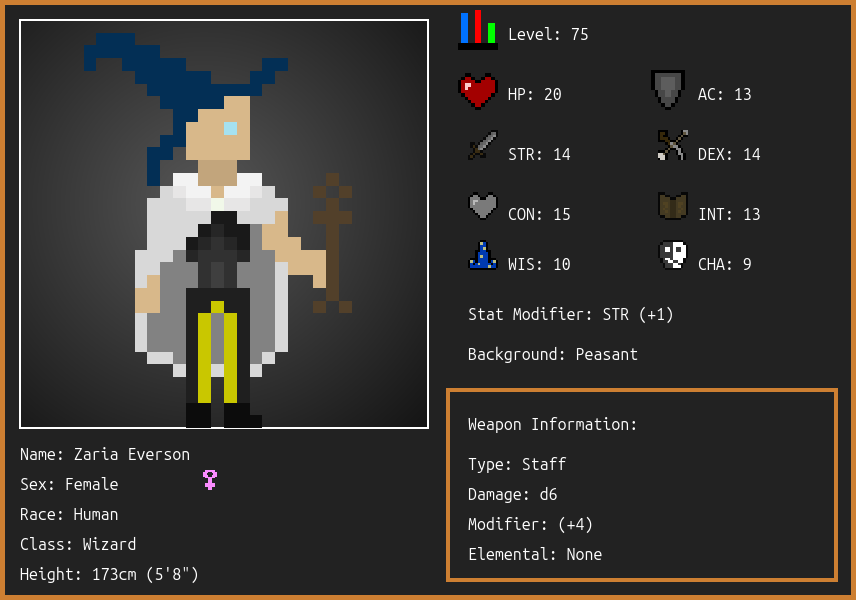 Level: 75
HP: 20
AC: 13
STR: 14
DEX: 14
CON: 15
INT: 13
WIS: 10
CHA: 9
Stat Modifier: STR (+1)
Background: Peasant
Weapon Information:
Type: Staff
Damage: d6
Modifier: (+4)
Elemental: None
Name: Zaria Everson
Sex: Female
Race: Human
Class: Wizard
Height: 173cm (5'8")